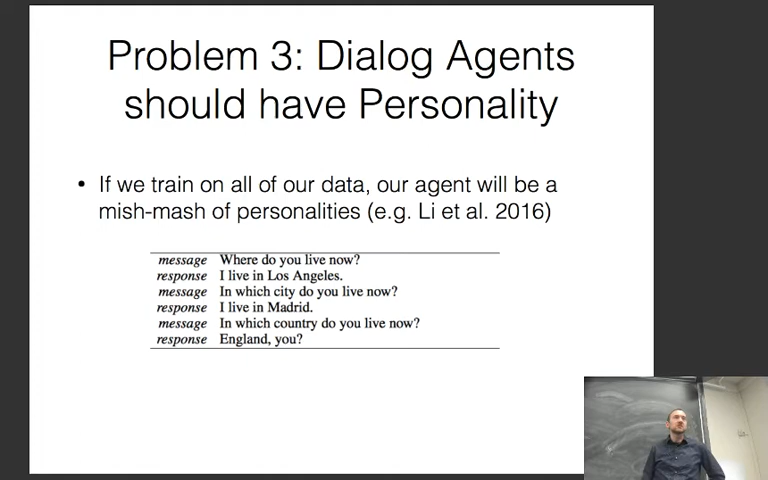 Problem 3: Dialog Agents
should have Personality
• If we train on all of our data, our agent will be a
mish-mash of personalities (e.g. Li et al. 2016)
message Where do you live now?
response I live in Los Angeles.
message In which city do you live now?
response I live in Madrid.
message In which country do you live now?
response England, you?